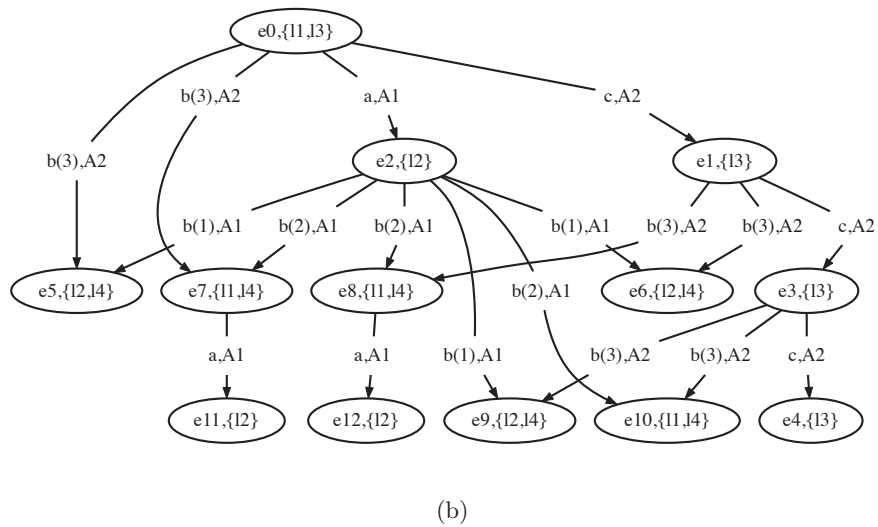 e0,{l1,l3}
b(3),A2 a,A1 c,A2
b(3),A2 e2,{l2} e1,{l3}
b(1),A1 b(2),A1 b(2),A1 b(1),A1 b(3),A2 b(3),A2 c,A2
e5,{l2,l4} e7,{l1,l4} e8,{l1,l4} b(2),A1 e6,{l2,l4} e3,{l3}
a,A1 a,A1 b(1),A1 b(3),A2 b(3),A2 c,A2
e11,{l2} e12,{l2} e9,{l2,l4} e10,{l1,l4} e4,{l3}
(b)